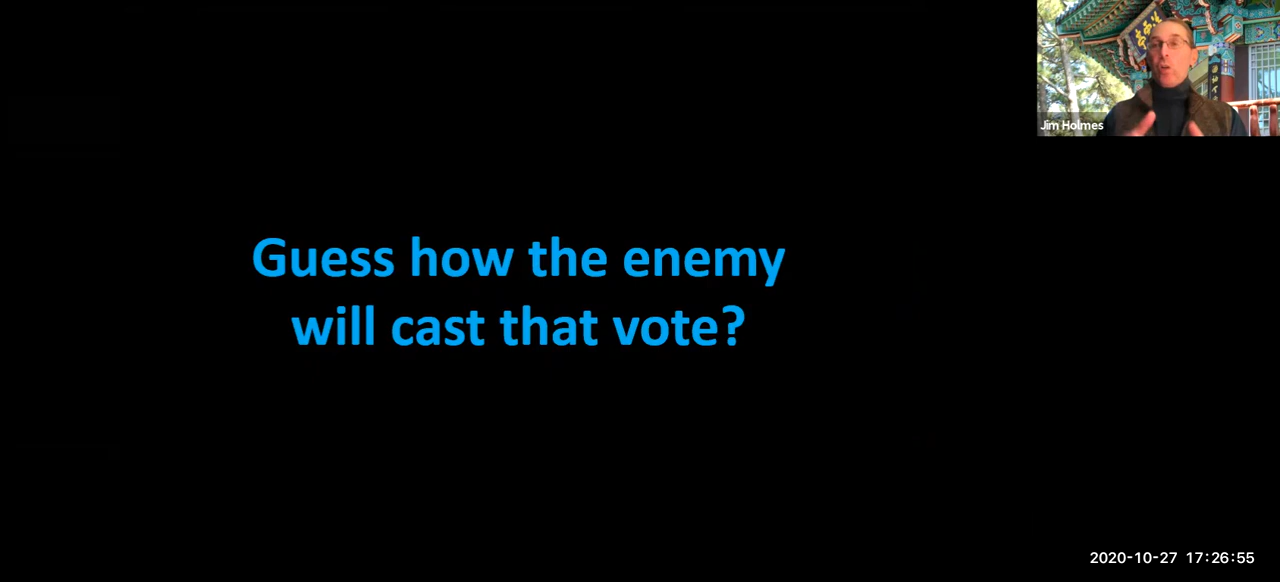 Jim Holmes
Guess how the enemy
will cast that vote?
2020-10-27 17:26:55